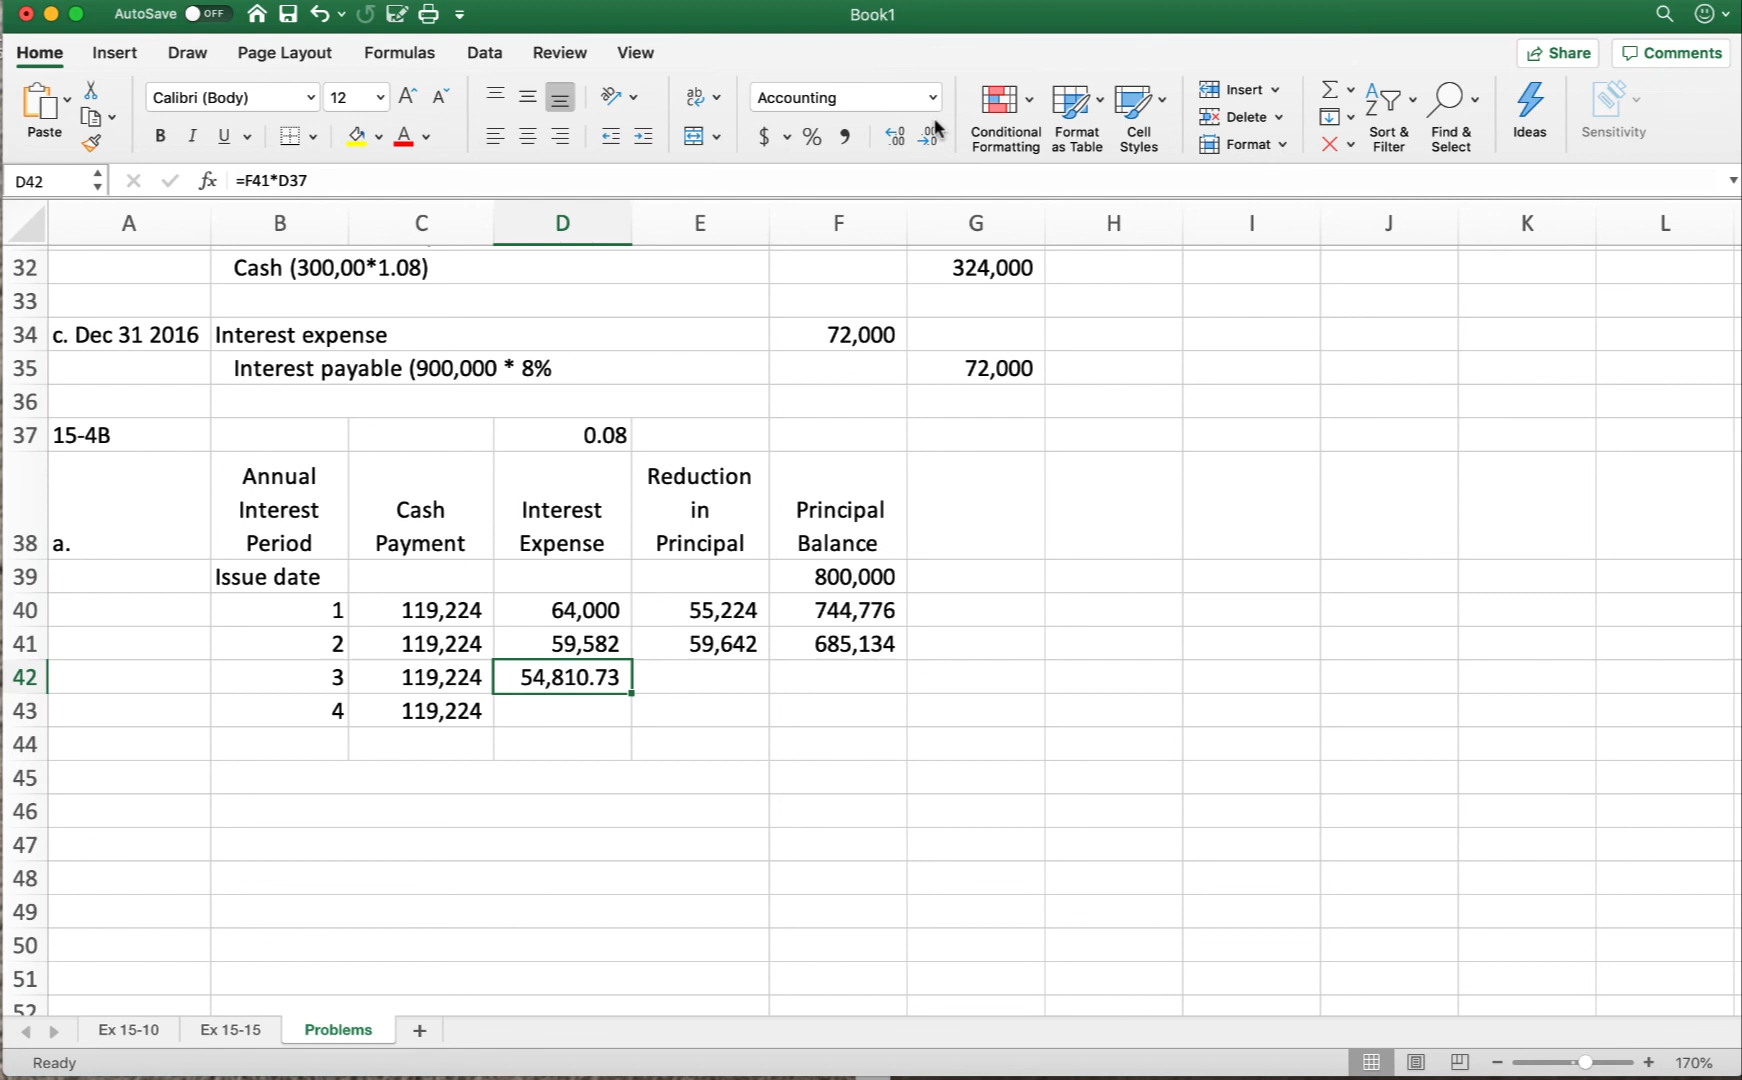 AutoSave OFF Book1
Home Insert Draw Page Layout Formulas Data Review View Share Comments
Paste Calibri (Body) 12 A^ Aˇ Accounting
B I U A $ % , Conditional Formatting Format as Table Cell Styles
Insert Delete Format Sort & Filter Find & Select Ideas Sensitivity
D42 fx =F41*D37
A B C D E F G H I J K L
32 Cash (300,00*1.08) 324,000
33
34 c. Dec 31 2016 Interest expense 72,000
35 Interest payable (900,000 * 8% 72,000
36
37 15-4B 0.08
38 a. Annual Interest Period Cash Payment Interest Expense Reduction in Principal Principal Balance
39 Issue date 800,000
40 1 119,224 64,000 55,224 744,776
41 2 119,224 59,582 59,642 685,134
42 3 119,224 54,810.73
43 4 119,224
44
45
46
47
48
49
50
51
52
Ex 15-10 Ex 15-15 Problems +
Ready 170%